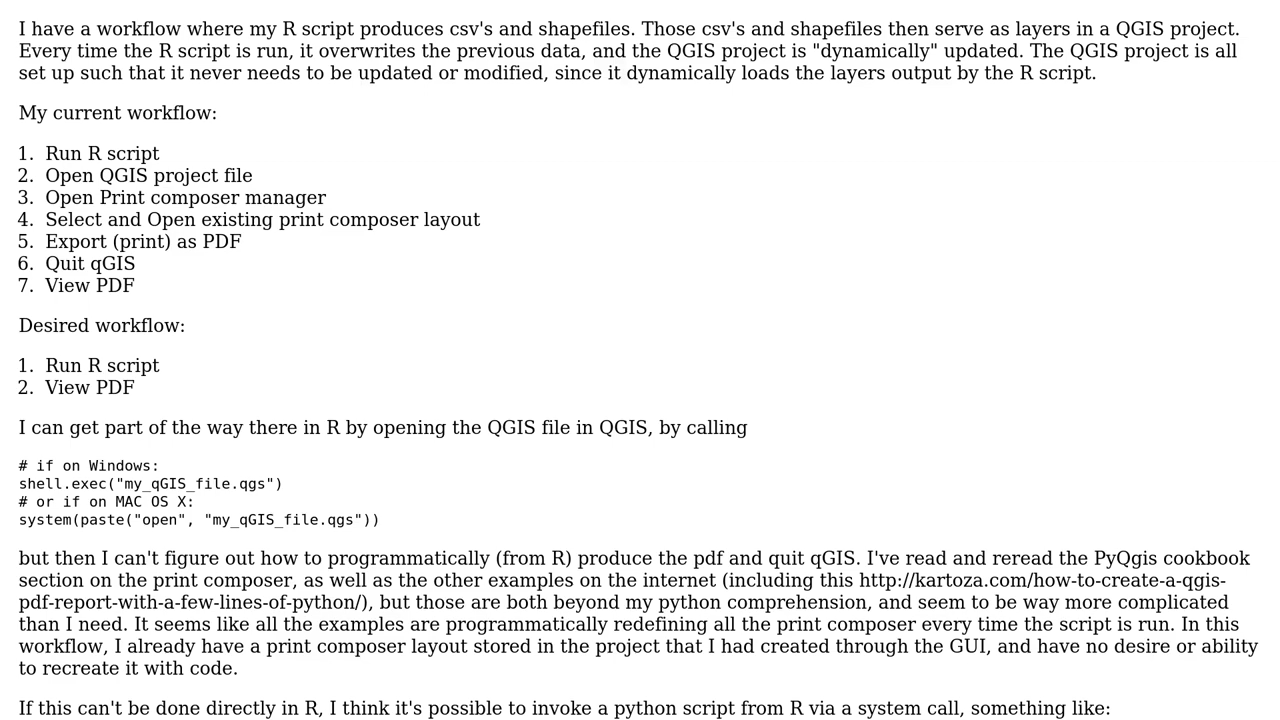 I have a workflow where my R script produces csv's and shapefiles. Those csv's and shapefiles then serve as layers in a QGIS project.
Every time the R script is run, it overwrites the previous data, and the QGIS project is "dynamically" updated. The QGIS project is all
set up such that it never needs to be updated or modified, since it dynamically loads the layers output by the R script.
My current workflow:
1. Run R script
2. Open QGIS project file
3. Open Print composer manager
4. Select and Open existing print composer layout
5. Export (print) as PDF
6. Quit qGIS
7. View PDF
Desired workflow:
1. Run R script
2. View PDF
I can get part of the way there in R by opening the QGIS file in QGIS, by calling
# if on Windows:
shell.exec("my_qGIS_file.qgs")
# or if on MAC OS X:
system(paste("open", "my_qGIS_file.qgs"))
but then I can't figure out how to programmatically (from R) produce the pdf and quit qGIS. I've read and reread the PyQgis cookbook
section on the print composer, as well as the other examples on the internet (including this http://kartoza.com/how-to-create-a-qgis-
pdf-report-with-a-few-lines-of-python/), but those are both beyond my python comprehension, and seem to be way more complicated
than I need. It seems like all the examples are programmatically redefining all the print composer every time the script is run. In this
workflow, I already have a print composer layout stored in the project that I had created through the GUI, and have no desire or ability
to recreate it with code.
If this can't be done directly in R, I think it's possible to invoke a python script from R via a system call, something like: